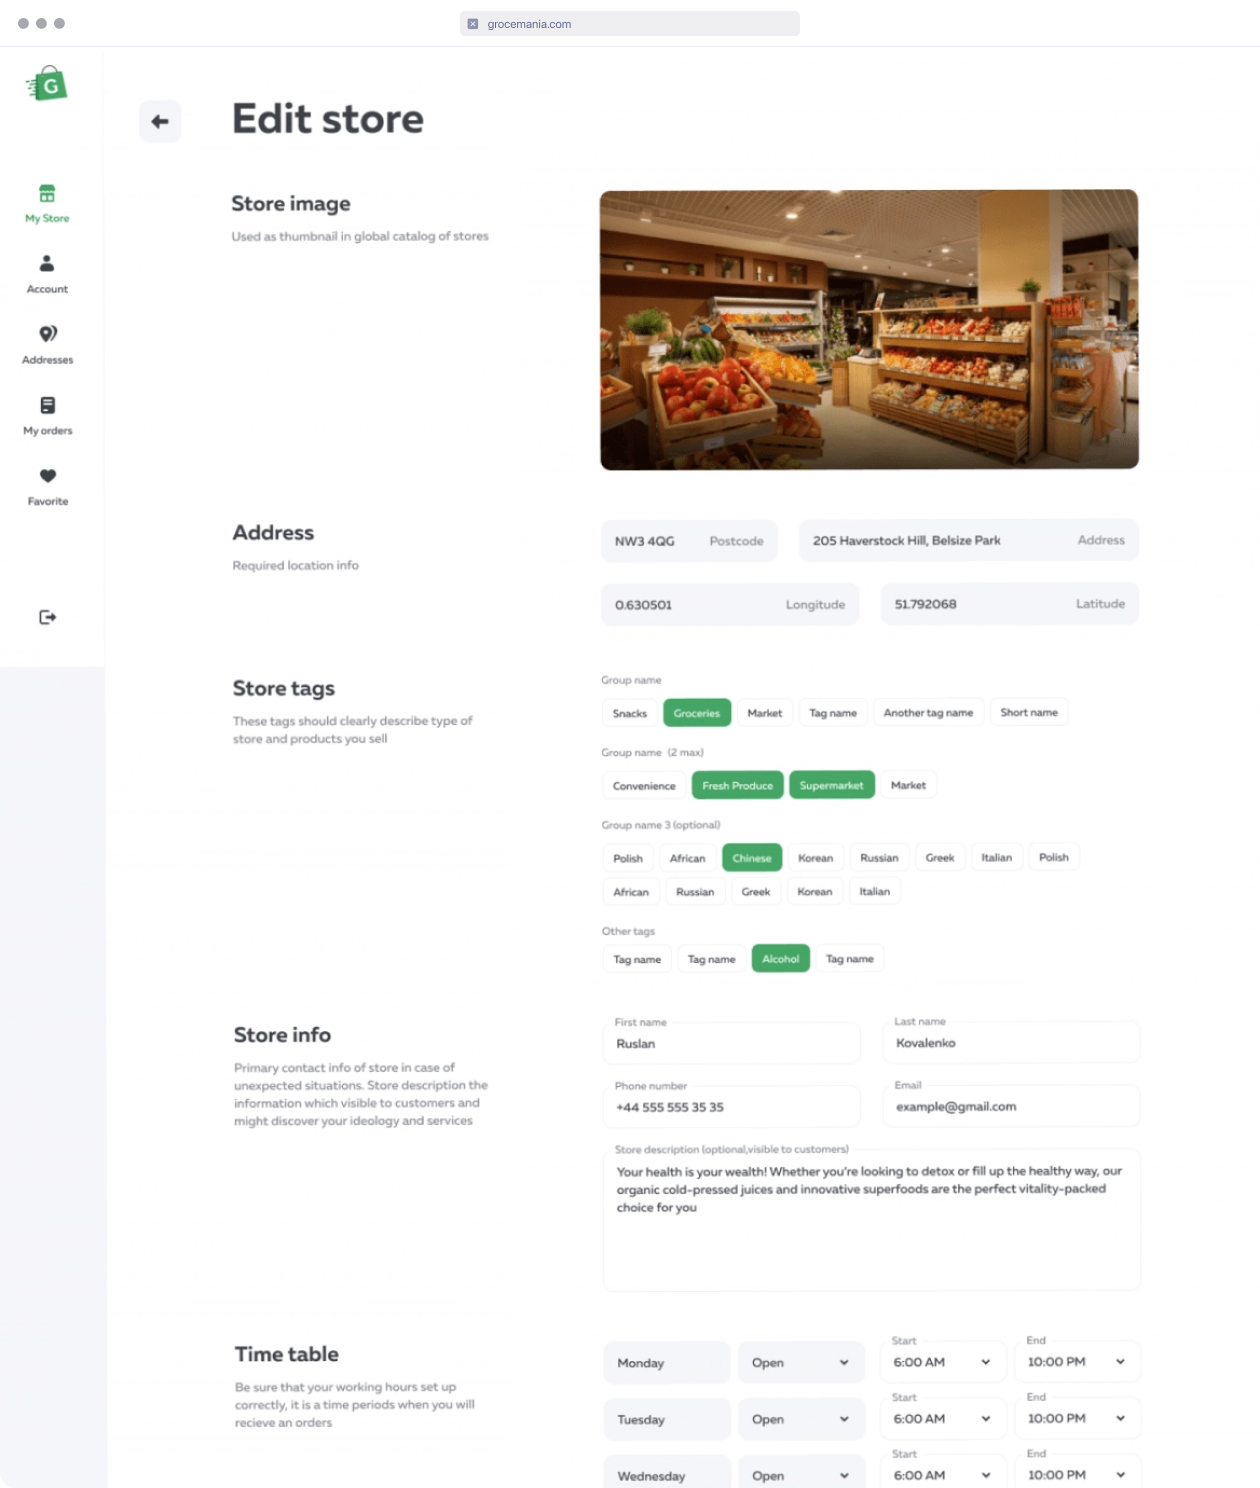 grocemania.com
G
Edit store
My Store
Account
Addresses
My orders
Favorite
Store image
Used as thumbnail in global catalog of stores
Address
Required location info
NW3 4QG Postcode
205 Haverstock Hill, Belsize Park Address
0.630501 Longitude
51.792068 Latitude
Store tags
These tags should clearly describe type of
store and products you sell
Group name
Snacks Groceries Market Tag name Another tag name Short name
Group name (2 max)
Convenience Fresh Produce Supermarket Market
Group name 3 (optional)
Polish African Chinese Korean Russian Greek Italian Polish
African Russian Greek Korean Italian
Other tags
Tag name Tag name Alcohol Tag name
Store info
Primary contact info of store in case of
unexpected situations. Store description the
information which visible to customers and
might discover your ideology and services
First name
Ruslan
Last name
Kovalenko
Phone number
+44 555 555 35 35
Email
example@gmail.com
Store description (optional,visible to customers)
Your health is your wealth! Whether you're looking to detox or fill up the healthy way, our
organic cold-pressed juices and innovative superfoods are the perfect vitality-packed
choice for you
Time table
Be sure that your working hours set up
correctly, it is a time periods when you will
recieve an orders
Start End
Monday Open 6:00 AM 10:00 PM
Start End
Tuesday Open 6:00 AM 10:00 PM
Start End
Wednesday Open 6:00 AM 10:00 PM